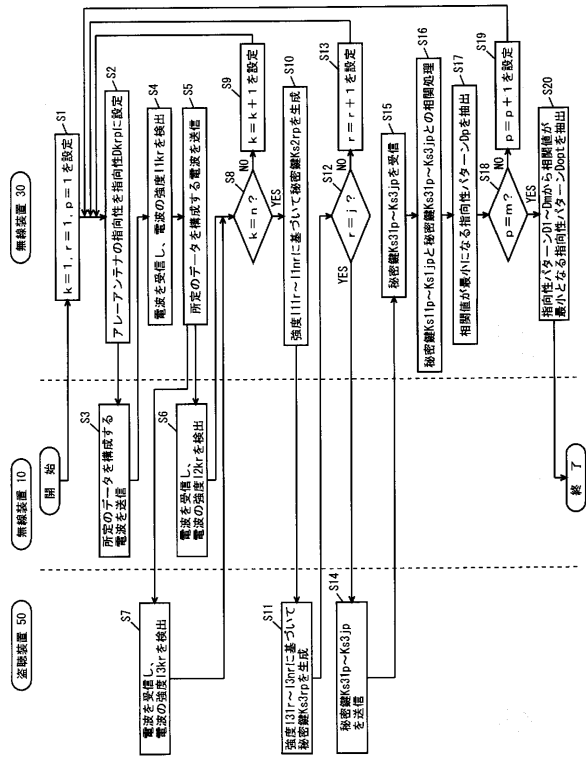 盗聴装置 50
無線装置 10
無線装置 30
開　始
S1
k=1, r=1, p=1を設定
S2
アレーアンテナの指向性を指向性Dkrpに設定
S3
所定のデータを構成する
電波を送信
S4
電波を受信し、電波の強度I1krを検出
S5
所定のデータを構成する電波を送信
S6
電波を受信し、
電波の強度I2krを検出
S7
電波を受信し、
電波の強度I3krを検出
S8
k=n?
NO
YES
S9
k=k+1を設定
S10
強度I11r～I1nrに基づいて秘密鍵Ks2rpを生成
S11
強度I31r～I3nrに基づいて
秘密鍵Ks3rpを生成
S12
r=j?
NO
YES
S13
r=r+1を設定
S14
秘密鍵Ks31p～Ks3jp
を送信
S15
秘密鍵Ks31p～Ks3jpを受信
S16
秘密鍵Ks11p～Ks1jpと秘密鍵Ks31p～Ks3jpとの相関処理
S17
相関値が最小になる指向性パターンDpを抽出
S18
p=m?
NO
YES
S19
p=p+1を設定
S20
指向性パターンD1～Dmから相関値が
最小となる指向性パターンDoptを抽出
終　了